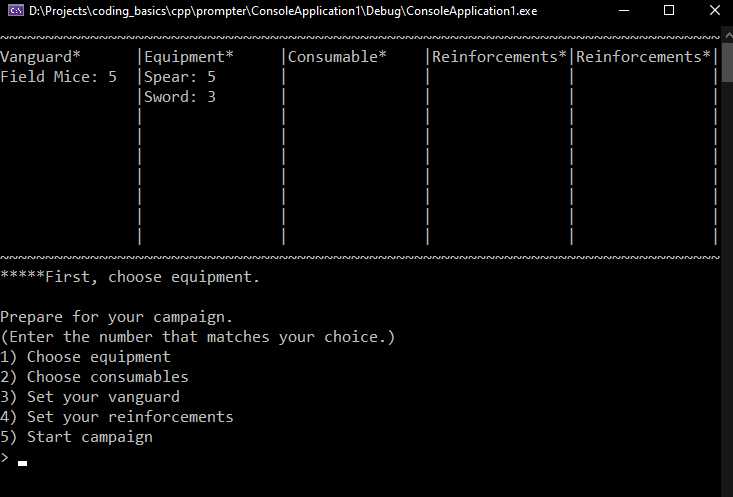 D:\Projects\coding_basics\cpp\prompter\ConsoleApplication1\Debug\ConsoleApplication1.exe
~~~~~~~~~~~~~~~~~~~~~~~~~~~~~~~~~~~~~~~~~~~~~~~~~~~~~~~~~~~~~~~~~~~~~~~~~~~~~~~~
Vanguard*      |Equipment*     |Consumable*    |Reinforcements*|Reinforcements*|
Field Mice: 5  |Spear: 5       |               |               |               |
               |Sword: 3       |               |               |               |
               |               |               |               |               |
               |               |               |               |               |
               |               |               |               |               |
               |               |               |               |               |
               |               |               |               |               |
               |               |               |               |               |
               |               |               |               |               |
~~~~~~~~~~~~~~~~~~~~~~~~~~~~~~~~~~~~~~~~~~~~~~~~~~~~~~~~~~~~~~~~~~~~~~~~~~~~~~~~
*****First, choose equipment.

Prepare for your campaign.
(Enter the number that matches your choice.)
1) Choose equipment
2) Choose consumables
3) Set your vanguard
4) Set your reinforcements
5) Start campaign
> _